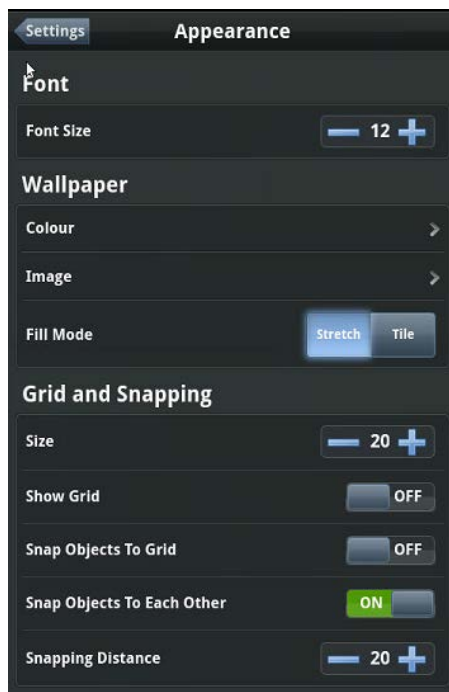 Settings Appearance
Font
Font Size 12
Wallpaper
Colour
Image
Fill Mode Stretch Tile
Grid and Snapping
Size 20
Show Grid OFF
Snap Objects To Grid OFF
Snap Objects To Each Other ON
Snapping Distance 20